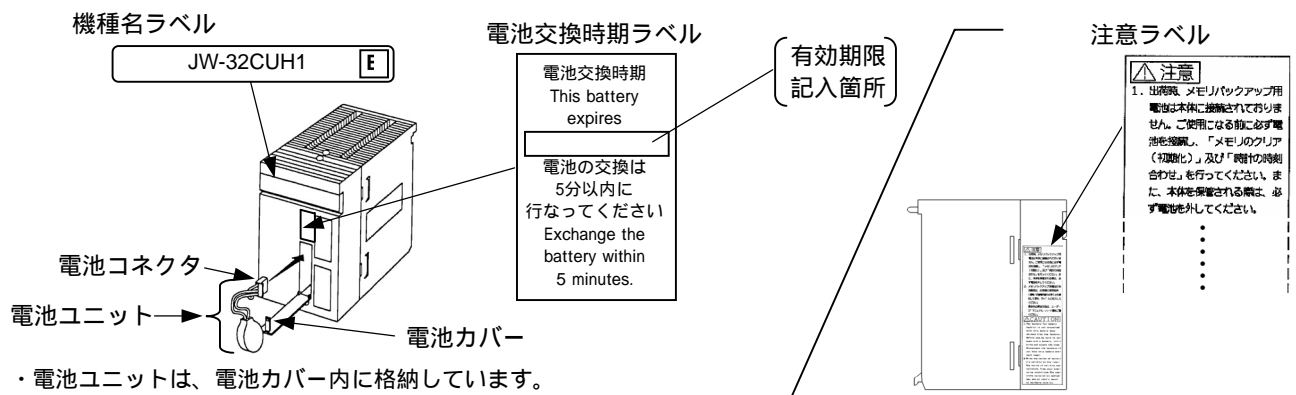 機種名ラベル
JW-32CUH1 E
電池交換時期ラベル
電池交換時期
This battery
expires
電池の交換は
5分以内に
行なってください
Exchange the
battery within
5 minutes.
有効期限
記入箇所
注意ラベル
注意
1. 出荷時、メモリバックアップ用
電池は本体に接続されておりま
せん。ご使用になる前に必ず電
池を接続し、「メモリのクリア
(初期化)」及び「時計の時刻
合わせ」を行ってください。ま
た、本体を保管される際は、必
ず電池を外してください。
電池コネクタ
電池ユニット
電池カバー
・電池ユニットは、電池カバー内に格納しています。
注意
CAUTION